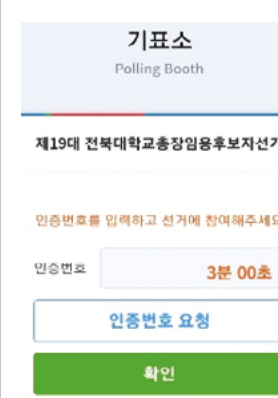 기표소
Polling Booth
제19대 전북대학교총장임용후보자선거
인증번호를 입력하고 선거에 참여해주세요
인증번호
3분 00초
인증번호 요청
확인